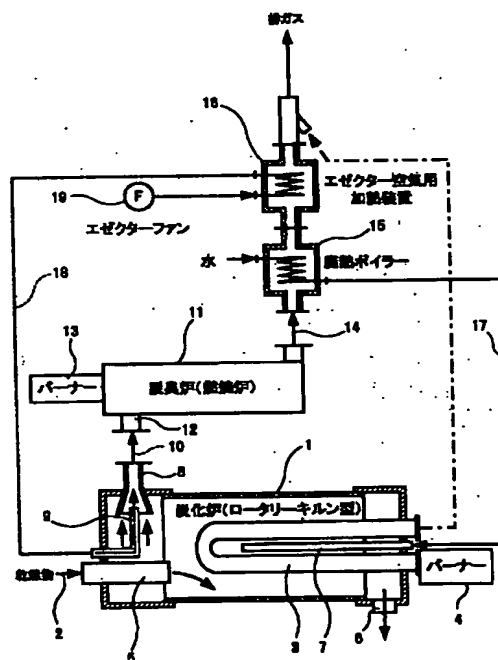 排ガス
16
エゼクター空気用
加熱装置
19
F
エゼクターファン
15
水
廃熱ボイラー
18
14
17
11
13
バーナー
脱臭炉(燃焼炉)
12
10
8
1
炭化炉(ロータリーキルン型)
9
乾燥物
2
5
3
7
バーナー
4
6